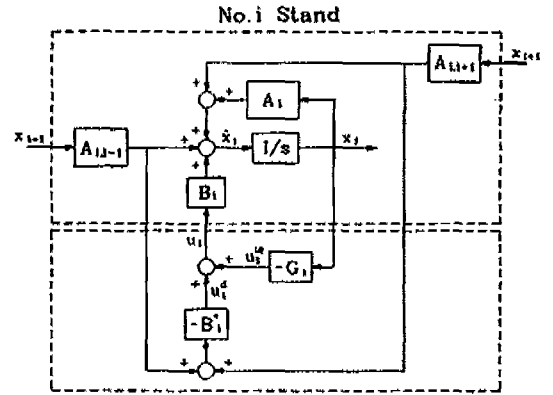 No.i Stand
x_{i+1}
A_{i,i+1}
+
+
A_i
x_{i-1}
A_{i,i-1}
+
+
ẋ_i
1/s
x_i
+
B_i
u_i
+
u_i^{*}
-G_i
+
u_i^d
-B_i^*
+
+